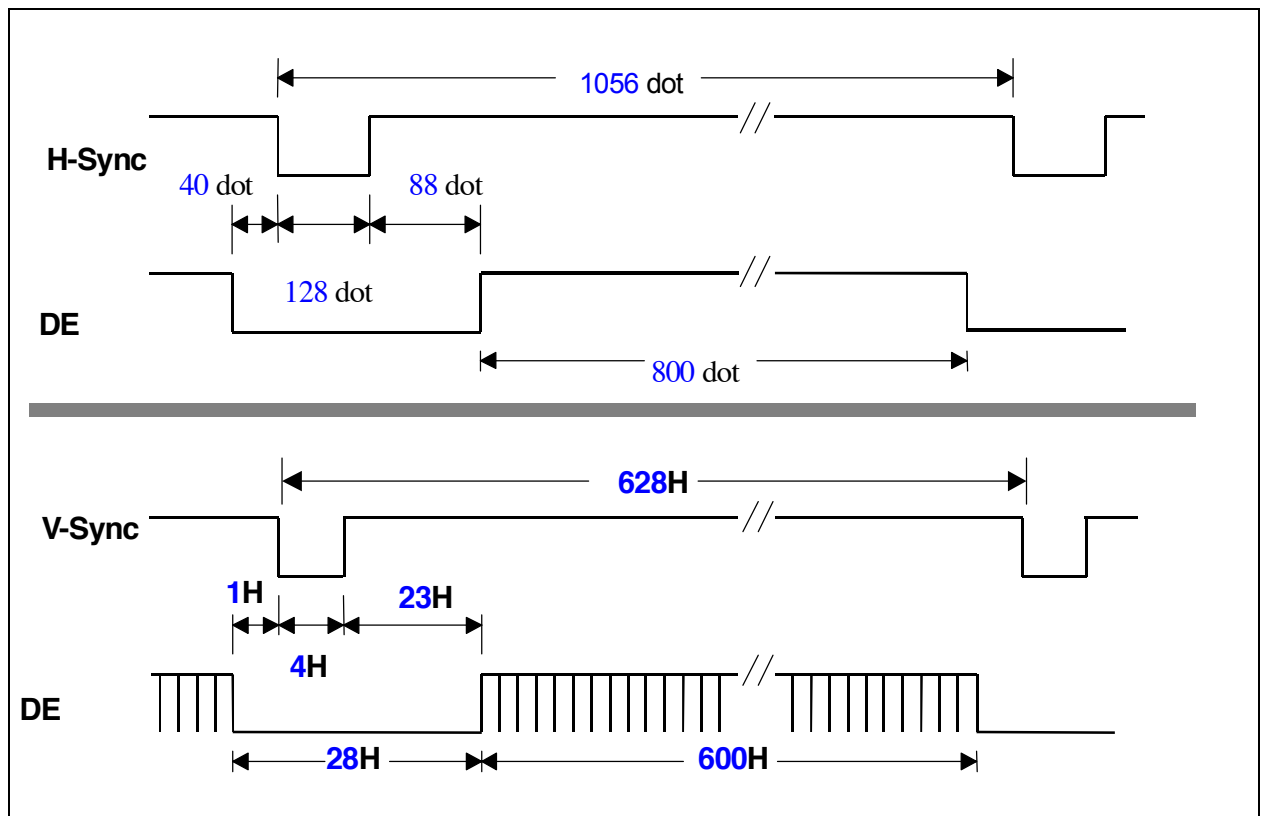 1056 dot
H-Sync
40 dot
88 dot
128 dot
DE
800 dot
628H
V-Sync
1H
23H
4H
DE
28H
600H